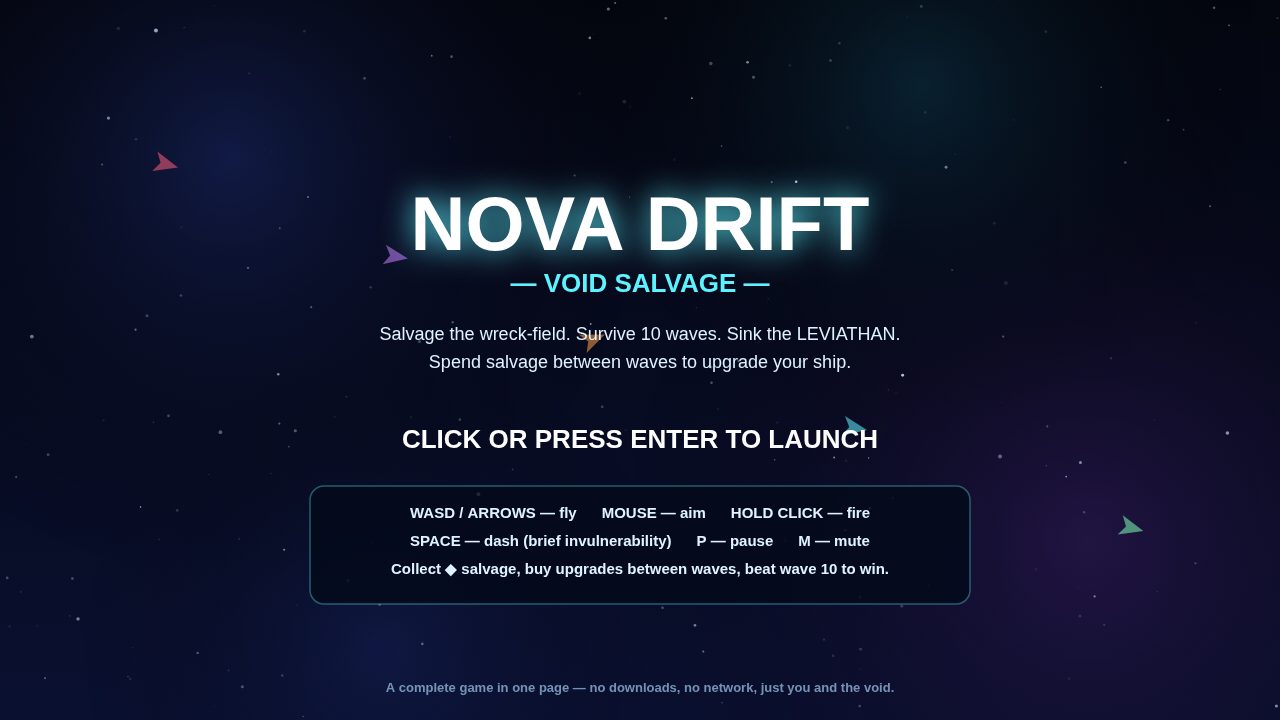 NOVA DRIFT
— VOID SALVAGE —
Salvage the wreck-field. Survive 10 waves. Sink the LEVIATHAN.
Spend salvage between waves to upgrade your ship.
CLICK OR PRESS ENTER TO LAUNCH
WASD / ARROWS — fly MOUSE — aim HOLD CLICK — fire
SPACE — dash (brief invulnerability) P — pause M — mute
Collect ◆ salvage, buy upgrades between waves, beat wave 10 to win.
A complete game in one page — no downloads, no network, just you and the void.